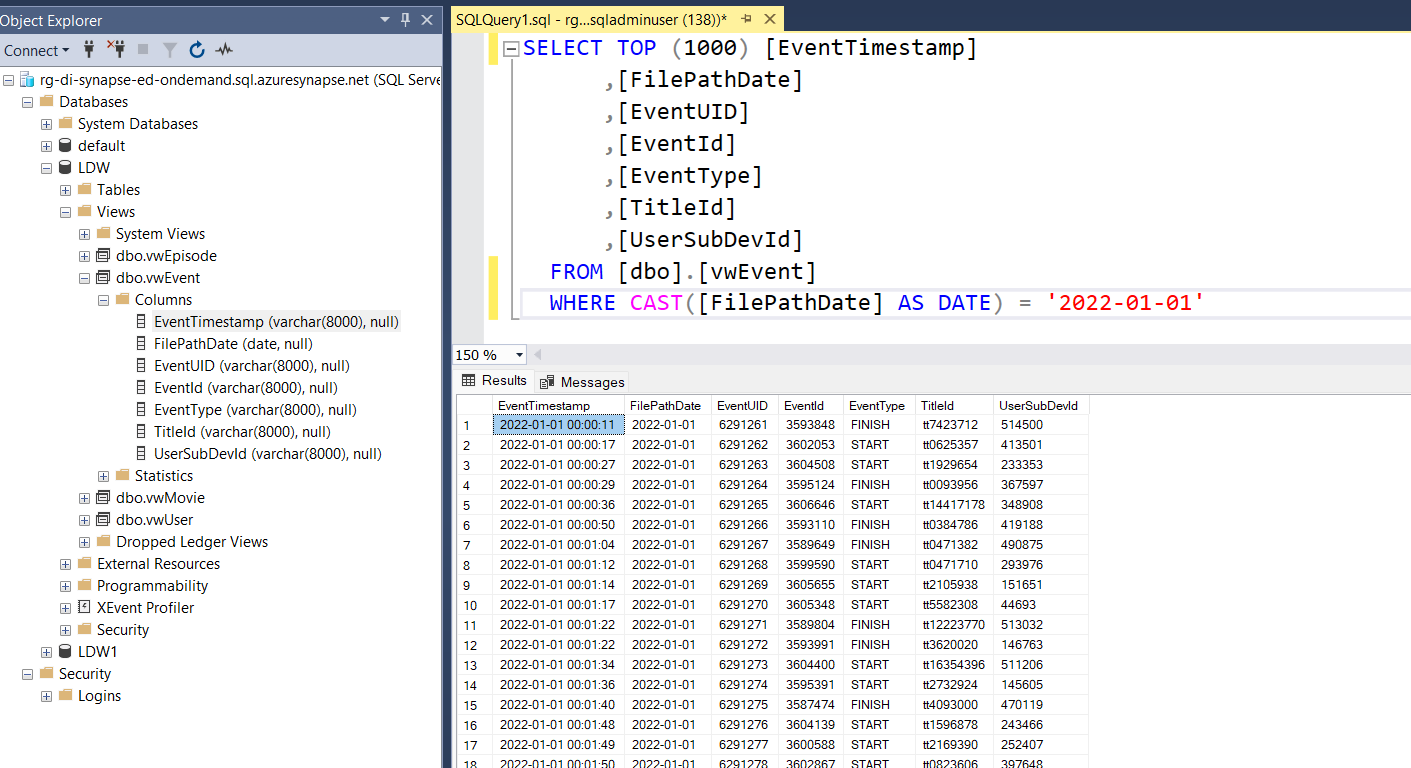 Object Explorer
Connect
rg-di-synapse-ed-ondemand.sql.azuresynapse.net (SQL Serve
Databases
System Databases
default
LDW
Tables
Views
System Views
dbo.vwEpisode
dbo.vwEvent
Columns
EventTimestamp (varchar(8000), null)
FilePathDate (date, null)
EventUID (varchar(8000), null)
EventId (varchar(8000), null)
EventType (varchar(8000), null)
TitleId (varchar(8000), null)
UserSubDevId (varchar(8000), null)
Statistics
dbo.vwMovie
dbo.vwUser
Dropped Ledger Views
External Resources
Programmability
XEvent Profiler
Security
LDW1
Security
Logins
SQLQuery1.sql - rg...sqladminuser (138))*
SELECT TOP (1000) [EventTimestamp]
,[FilePathDate]
,[EventUID]
,[EventId]
,[EventType]
,[TitleId]
,[UserSubDevId]
FROM [dbo].[vwEvent]
WHERE CAST([FilePathDate] AS DATE) = '2022-01-01'
150 %
Results Messages
EventTimestamp FilePathDate EventUID EventId EventType TitleId UserSubDevId
1 2022-01-01 00:00:11 2022-01-01 6291261 3593848 FINISH tt7423712 514500
2 2022-01-01 00:00:17 2022-01-01 6291262 3602053 START tt0625357 413501
3 2022-01-01 00:00:27 2022-01-01 6291263 3604508 START tt1929654 233353
4 2022-01-01 00:00:29 2022-01-01 6291264 3595124 FINISH tt0093956 367597
5 2022-01-01 00:00:36 2022-01-01 6291265 3606646 START tt14417178 348908
6 2022-01-01 00:00:50 2022-01-01 6291266 3593110 FINISH tt0384786 419188
7 2022-01-01 00:01:04 2022-01-01 6291267 3589649 FINISH tt0471382 490875
8 2022-01-01 00:01:12 2022-01-01 6291268 3599590 START tt0471710 293976
9 2022-01-01 00:01:14 2022-01-01 6291269 3605655 START tt2105938 151651
10 2022-01-01 00:01:17 2022-01-01 6291270 3605348 START tt5582308 44693
11 2022-01-01 00:01:22 2022-01-01 6291271 3589804 FINISH tt12223770 513032
12 2022-01-01 00:01:22 2022-01-01 6291272 3593991 FINISH tt3620020 146763
13 2022-01-01 00:01:34 2022-01-01 6291273 3604400 START tt16354396 511206
14 2022-01-01 00:01:36 2022-01-01 6291274 3595391 START tt2732924 145605
15 2022-01-01 00:01:40 2022-01-01 6291275 3587474 FINISH tt4093000 470119
16 2022-01-01 00:01:48 2022-01-01 6291276 3604139 START tt1596878 243466
17 2022-01-01 00:01:49 2022-01-01 6291277 3600588 START tt2169390 252407
18 2022-01-01 00:01:50 2022-01-01 6291278 3602867 START tt0823606 397648